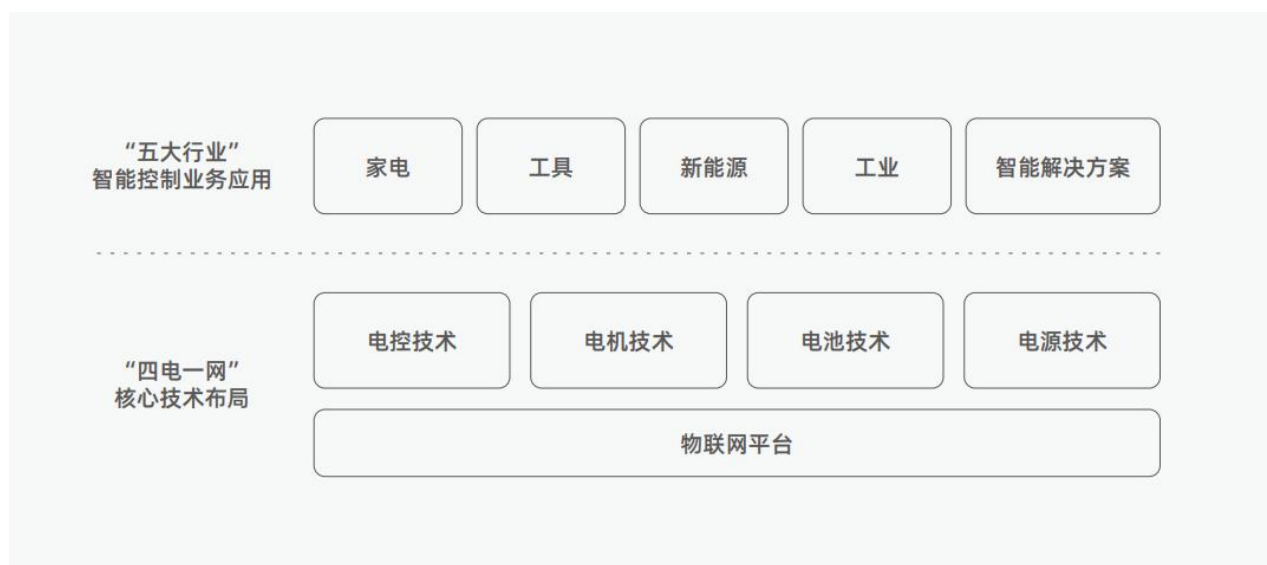 “五大行业”
智能控制业务应用
家电
工具
新能源
工业
智能解决方案
“四电一网”
核心技术布局
电控技术
电机技术
电池技术
电源技术
物联网平台